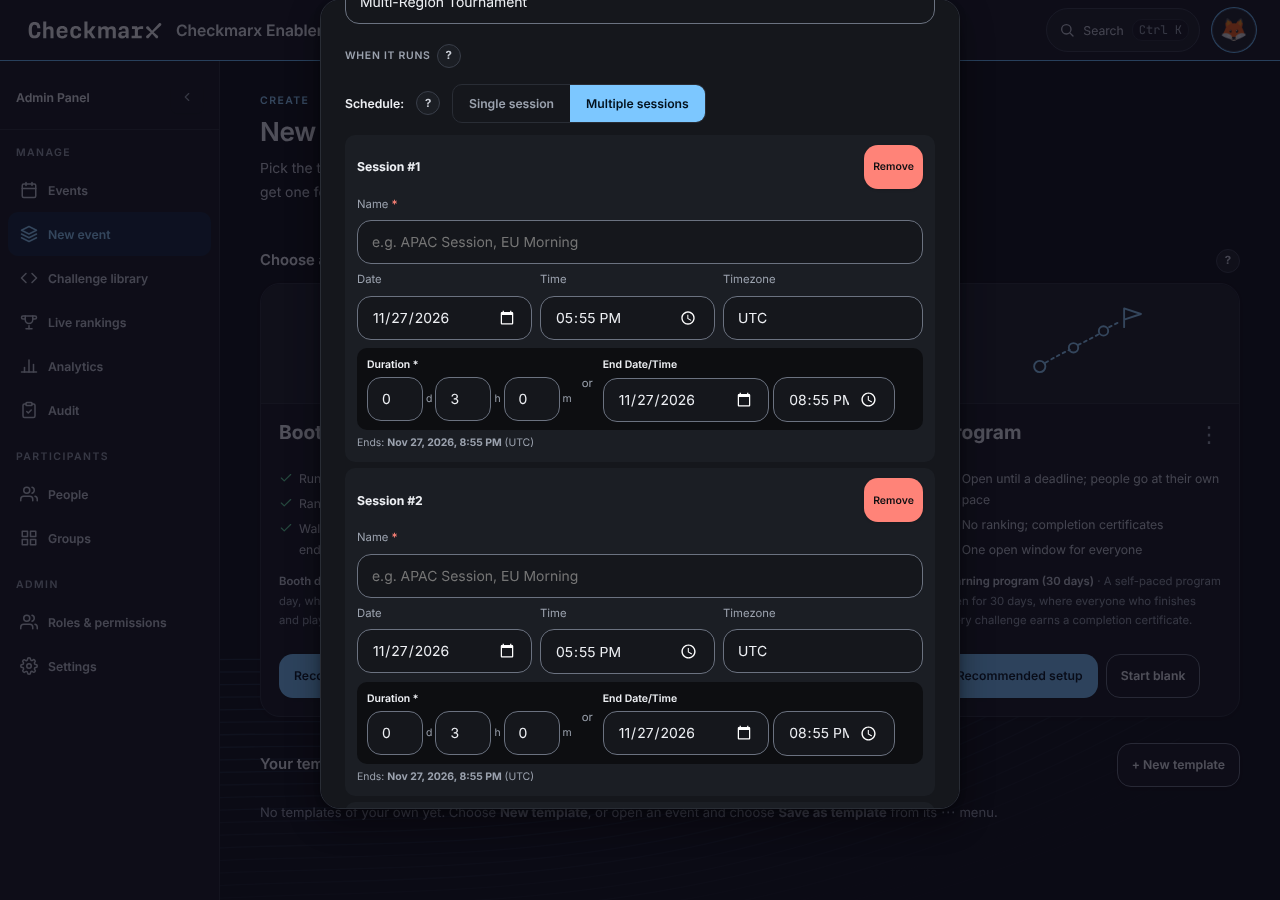 Checkmarx
Checkmarx Enabler
Search Ctrl K
Admin Panel
MANAGE
Events
New event
Challenge library
Live rankings
Analytics
Audit
PARTICIPANTS
People
Groups
ADMIN
Roles & permissions
Settings
CREATE
New
Pick the
get one
Choose
?
Multi-Region Tournament
WHEN IT RUNS ?
Schedule: ? Single session Multiple sessions
Session #1 Remove
Name *
e.g. APAC Session, EU Morning
Date Time Timezone
11/27/2026 05:55 PM UTC
Duration * End Date/Time
0 d 3 h 0 m or 11/27/2026 08:55 PM
Ends: Nov 27, 2026, 8:55 PM (UTC)
Session #2 Remove
Name *
e.g. APAC Session, EU Morning
Date Time Timezone
11/27/2026 05:55 PM UTC
Duration * End Date/Time
0 d 3 h 0 m or 11/27/2026 08:55 PM
Ends: Nov 27, 2026, 8:55 PM (UTC)
Open until a deadline; people go at their own
pace
No ranking; completion certificates
One open window for everyone
(30 days) · A self-paced program
for 30 days, where everyone who finishes
challenge earns a completion certificate.
Recommended setup Start blank
Booth
day,
and
Your
+ New template
No templates of your own yet. Choose New template, or open an event and choose Save as template from its ··· menu.